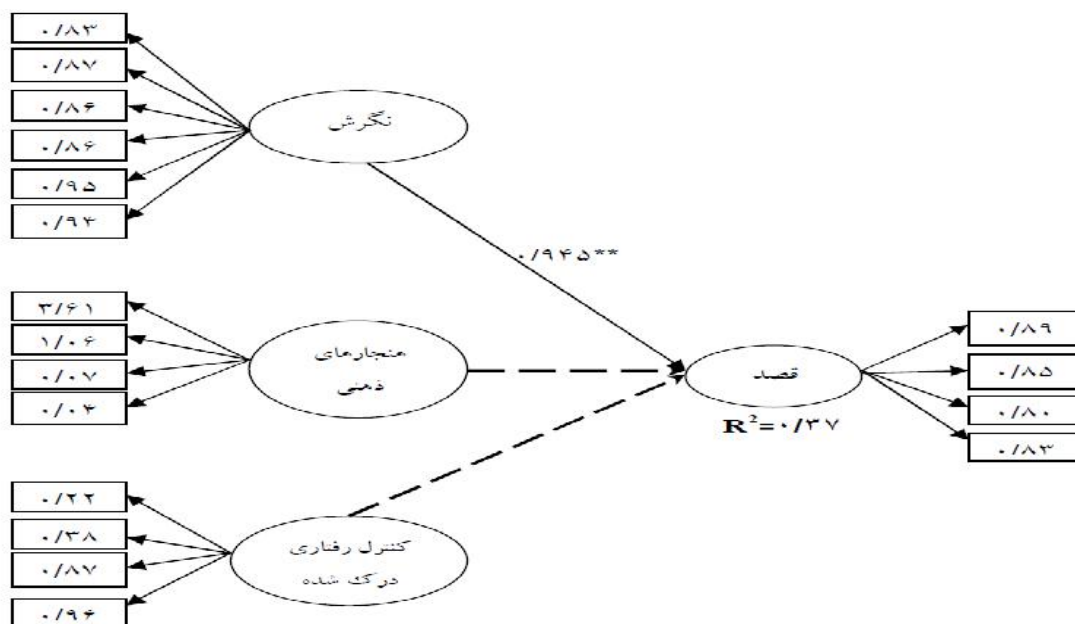 ۰/۸۳
۰/۸۷
۰/۸۶
۰/۸۶
۰/۹۵
۰/۹۴
نگرش
۰/۹۴۵**
۳/۶۱
۱/۰۶
۰/۰۷
۰/۰۴
هنجارهای
ذهنی
قصد
R²=۰/۳۷
۰/۸۹
۰/۸۵
۰/۸۰
۰/۸۳
۰/۲۲
۰/۳۸
۰/۸۷
۰/۹۶
کنترل رفتاری
درک شده